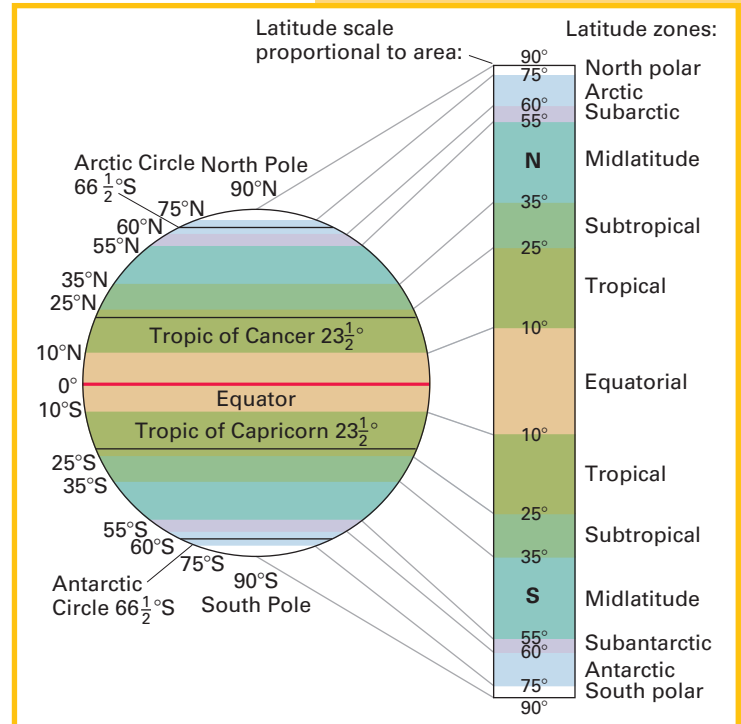 Latitude scale
proportional to area:
Latitude zones:
90°
75°
60°
55°
N
35°
25°
10°
10°
25°
35°
S
55°
60°
75°
90°
North polar
Arctic
Subarctic
Midlatitude
Subtropical
Tropical
Equatorial
Tropical
Subtropical
Midlatitude
Subantarctic
Antarctic
South polar
Arctic Circle
66 1/2°S
North Pole
90°N
75°N
60°N
55°N
35°N
25°N
10°N
0°
10°S
25°S
35°S
55°S
60°S
75°S
90°S
South Pole
Antarctic
Circle 66 1/2°S
Tropic of Cancer 23 1/2°
Equator
Tropic of Capricorn 23 1/2°